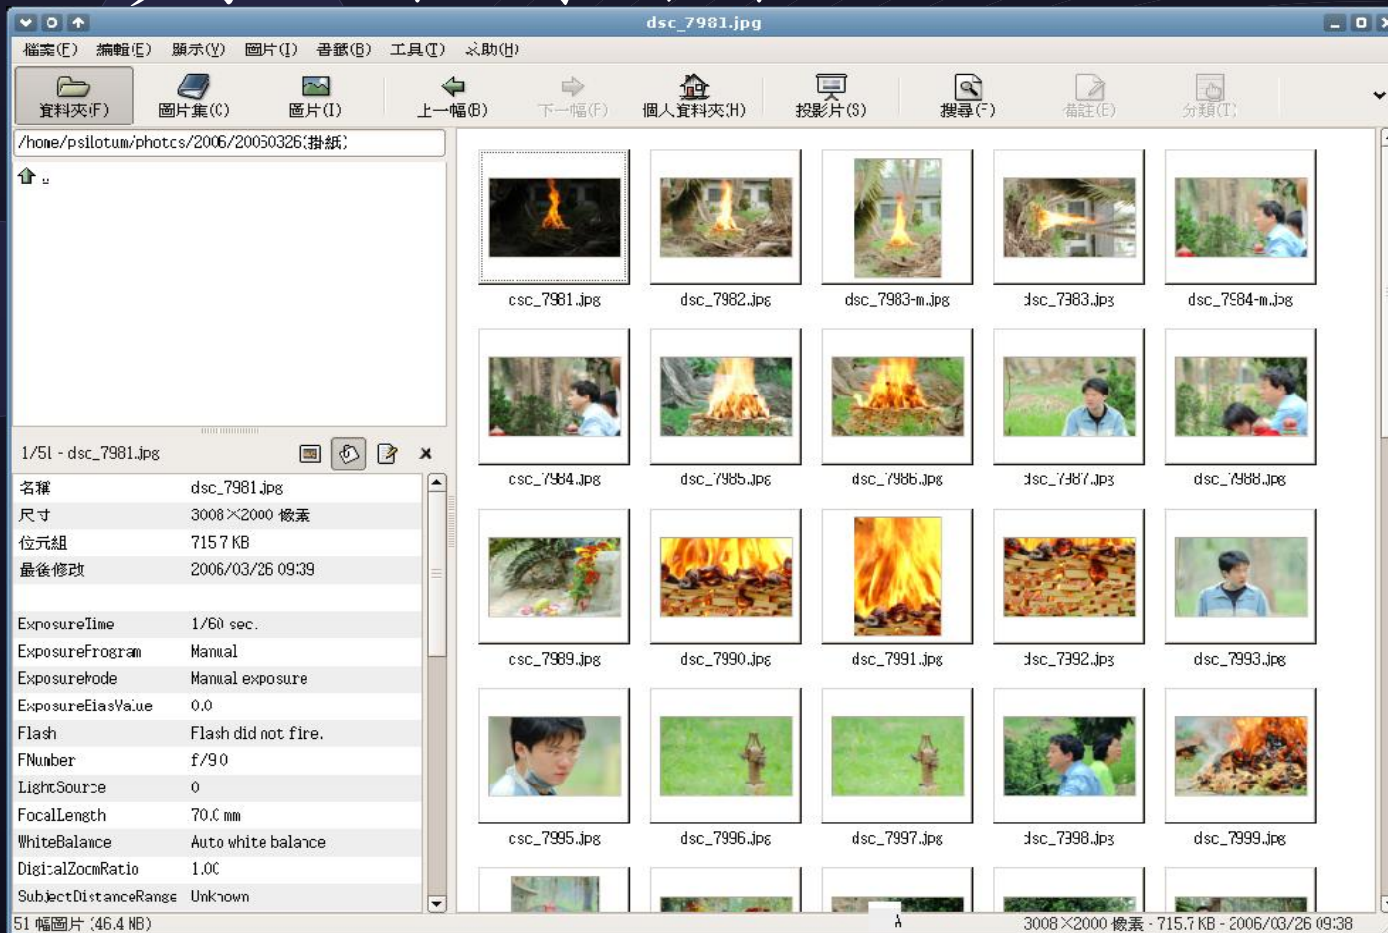 dsc_7981.jpg
檔案(F) 編輯(E) 顯示(V) 圖片(I) 書籤(B) 工具(T) 求助(H)
資料夾(F) 圖片集(C) 圖片(I) 上一幅(B) 下一幅(F) 個人資料夾(H) 投影片(S) 搜尋(F) 備註(E) 分類(T)
/home/psilotum/photos/2006/20060326(掛紙)
..
dsc_7981.jpg dsc_7982.jpg dsc_7983-m.jpg dsc_7983.jpg dsc_7984-m.jpg
dsc_7984.jpg dsc_7985.jpg dsc_7986.jpg dsc_7987.jpg dsc_7988.jpg
dsc_7989.jpg dsc_7990.jpg dsc_7991.jpg dsc_7992.jpg dsc_7993.jpg
dsc_7995.jpg dsc_7996.jpg dsc_7997.jpg dsc_7998.jpg dsc_7999.jpg
1/51 - dsc_7981.jpg
名稱 dsc_7981.jpg
尺寸 3008×2000 像素
位元組 715.7 KB
最後修改 2006/03/26 09:39
ExposureTime 1/60 sec.
ExposureProgram Manual
ExposureMode Manual exposure
ExposureBiasValue 0.0
Flash Flash did not fire.
FNumber f/9.0
LightSource 0
FocalLength 70.0 mm
WhiteBalance Auto white balance
DigitalZoomRatio 1.00
SubjectDistanceRange Unknown
51 幅圖片 (46.4 MB) 3008×2000 像素 - 715.7 KB - 2006/03/26 09:38